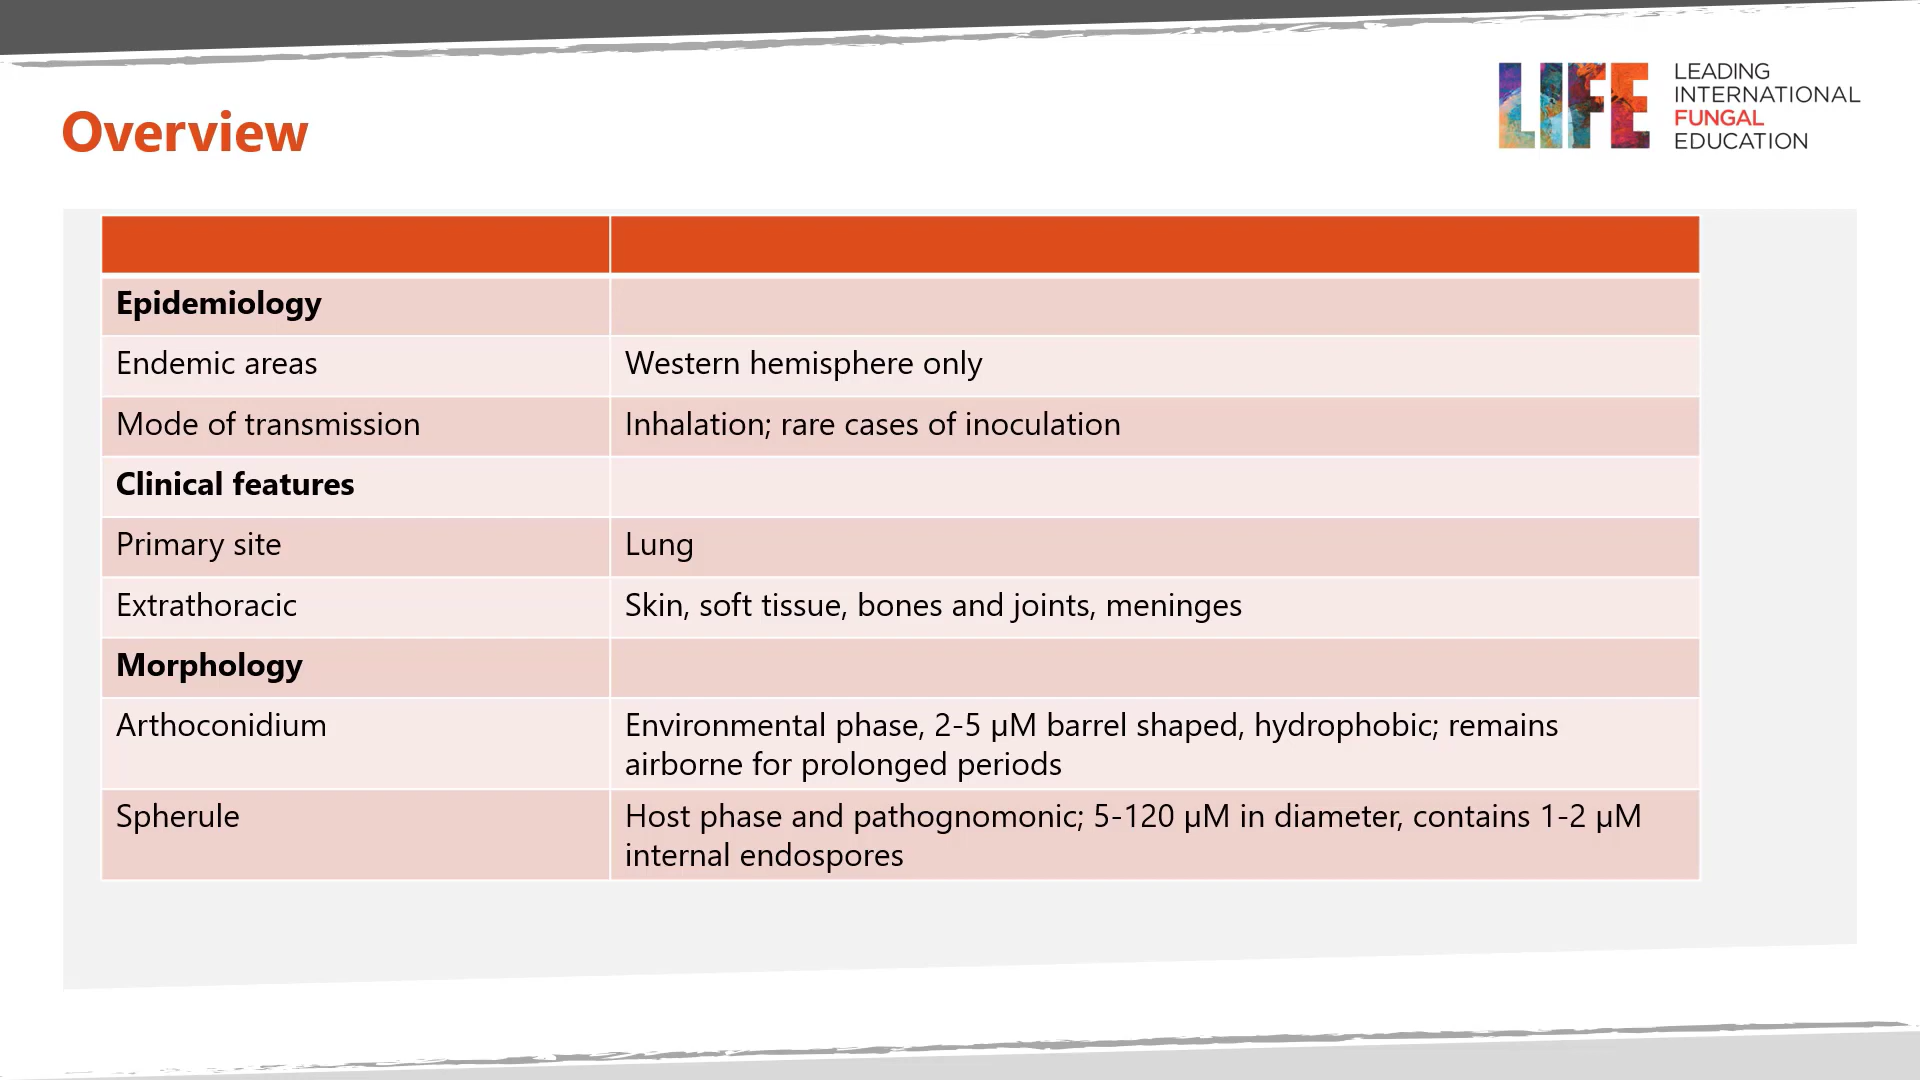 LIFE
LEADING
INTERNATIONAL
FUNGAL
EDUCATION
Overview
Epidemiology
Endemic areas Western hemisphere only
Mode of transmission Inhalation; rare cases of inoculation
Clinical features
Primary site Lung
Extrathoracic Skin, soft tissue, bones and joints, meninges
Morphology
Arthoconidium Environmental phase, 2-5 µM barrel shaped, hydrophobic; remains
airborne for prolonged periods
Spherule Host phase and pathognomonic; 5-120 µM in diameter, contains 1-2 µM
internal endospores